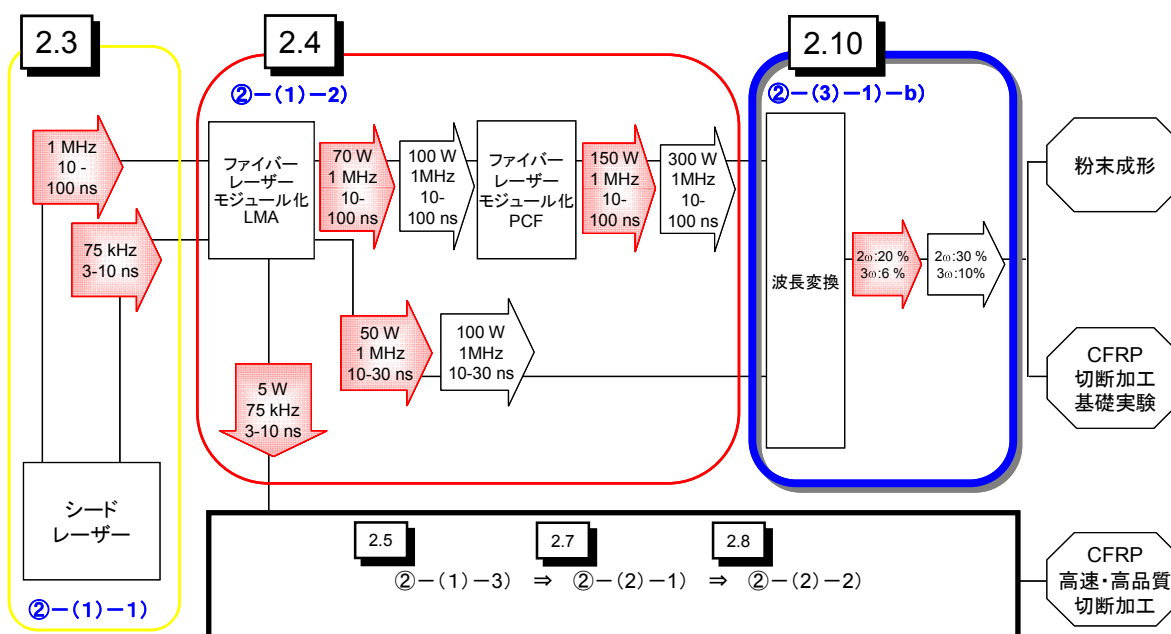 2.3
2.4
2.10
②－(1)－2)
②－(3)－1)－b)
1 MHz
10 -
100 ns
75 kHz
3-10 ns
ファイバー
レーザー
モジュール化
LMA
70 W
1 MHz
10-
100 ns
100 W
1MHz
10-
100 ns
ファイバー
レーザー
モジュール化
PCF
150 W
1 MHz
10-
100 ns
300 W
1MHz
10-
100 ns
50 W
1 MHz
10-30 ns
100 W
1MHz
10-30 ns
5 W
75 kHz
3-10 ns
波長変換
2ω:20 %
3ω:6 %
2ω:30 %
3ω:10%
粉末成形
CFRP
切断加工
基礎実験
シード
レーザー
②－(1)－1)
2.5
2.7
2.8
②－(1)－3) ⇒ ②－(2)－1) ⇒ ②－(2)－2)
CFRP
高速・高品質
切断加工